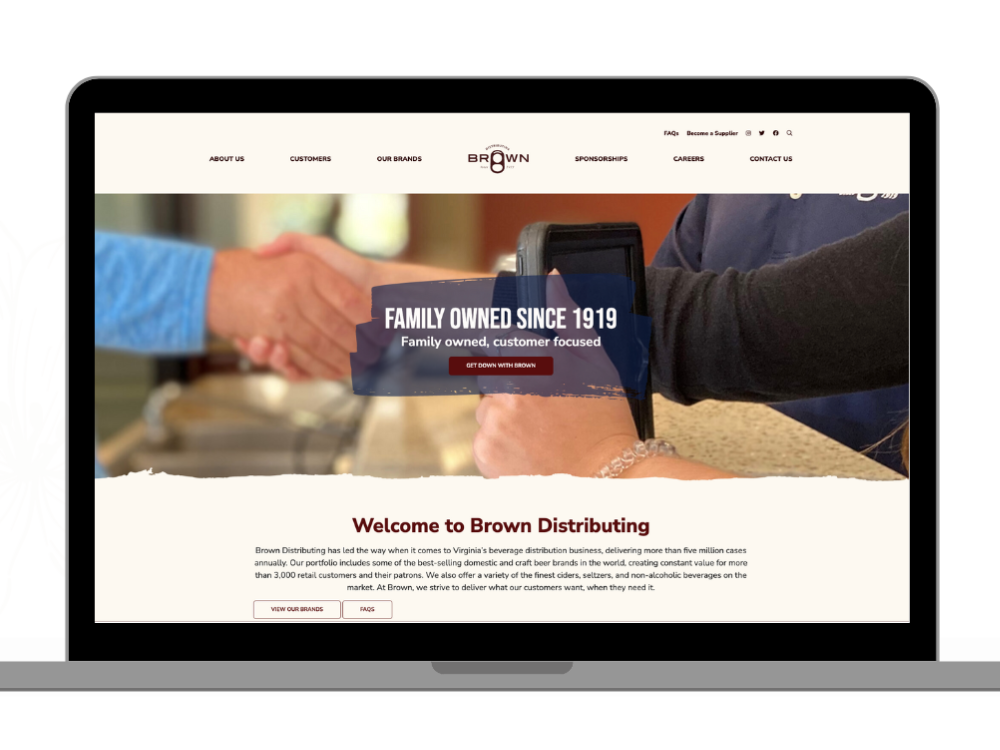 FAQs Become a Supplier
ABOUT US CUSTOMERS OUR BRANDS BROWN SPONSORSHIPS CAREERS CONTACT US
FAMILY OWNED SINCE 1919
Family owned, customer focused
GET DOWN WITH BROWN
Welcome to Brown Distributing
Brown Distributing has led the way when it comes to Virginia's beverage distribution business, delivering more than five million cases
annually. Our portfolio includes some of the best-selling domestic and craft beer brands in the world, creating constant value for more
than 3,000 retail customers and their patrons. We also offer a variety of the finest ciders, seltzers, and non-alcoholic beverages on the
market. At Brown, we strive to deliver what our customers want, when they need it.
VIEW OUR BRANDS FAQS